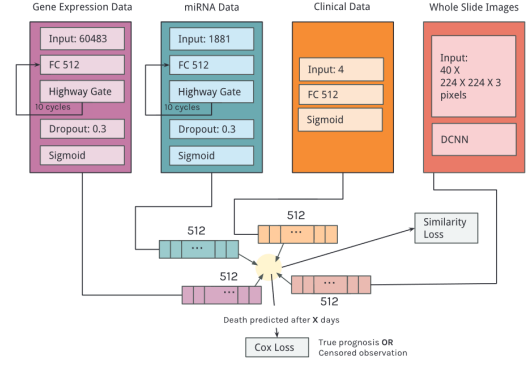 Gene Expression Data
miRNA Data
Clinical Data
Whole Slide Images
Input: 60483
FC 512
Highway Gate
10 cycles
Dropout: 0.3
Sigmoid
Input: 1881
FC 512
Highway Gate
10 cycles
Dropout: 0.3
Sigmoid
Input: 4
FC 512
Sigmoid
Input:
40 X
224 X 224 X 3
pixels
DCNN
512
...
512
...
512
...
512
...
Similarity
Loss
Death predicted after X days
Cox Loss
True prognosis OR
Censored observation